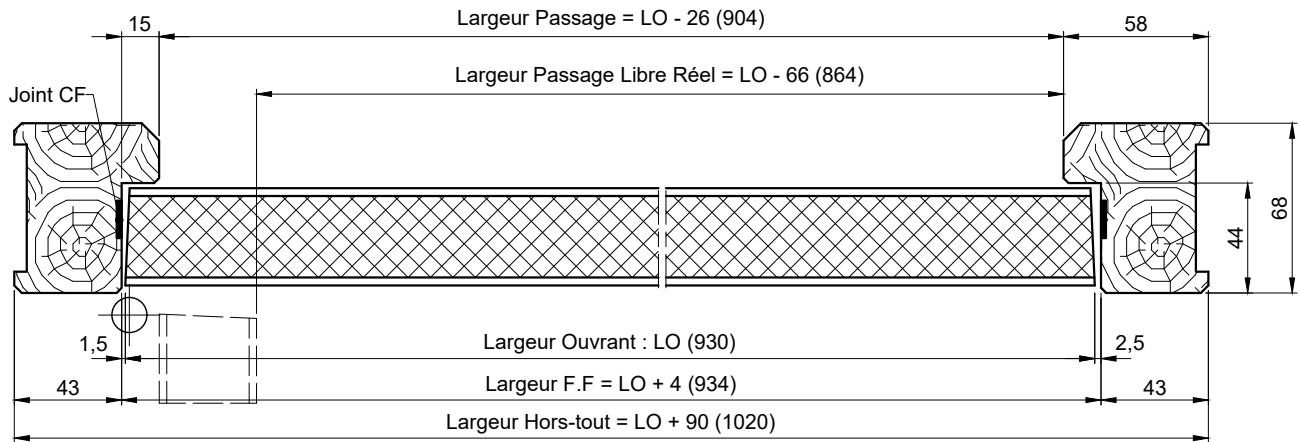 Largeur Passage = LO - 26 (904)
15
58
Largeur Passage Libre Réel = LO - 66 (864)
Joint CF
68
44
1,5
Largeur Ouvrant : LO (930)
2,5
43
Largeur F.F = LO + 4 (934)
43
Largeur Hors-tout = LO + 90 (1020)